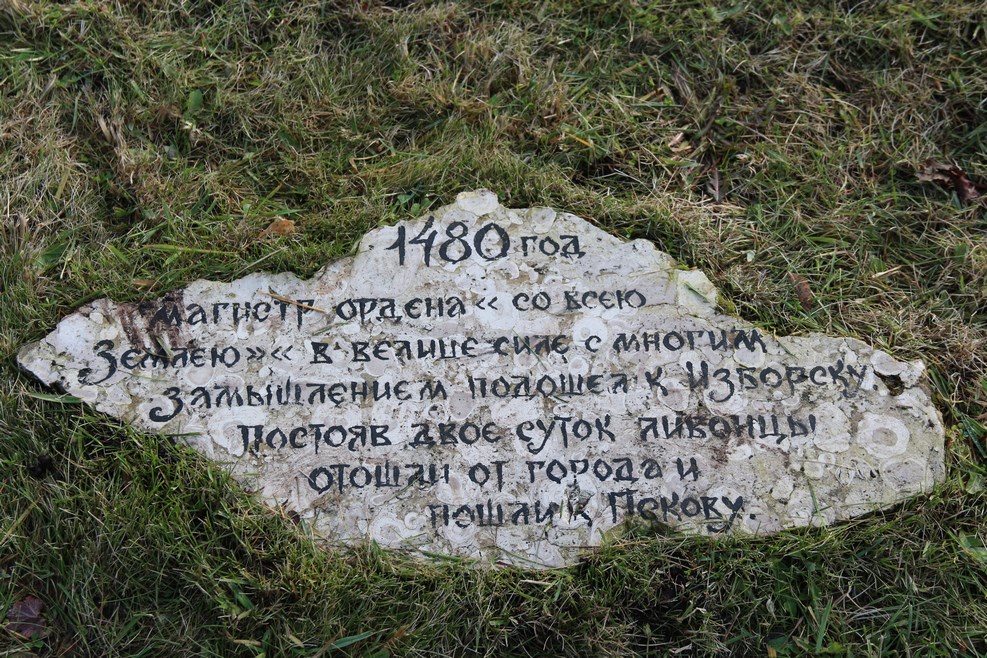 1480 год
магистр ордена « со всею
Землею » « в велице силе с многим
замышлением подошел к Изборску
Постояв двое суток ливонцы
отошли от города и
пошли к Пскову.